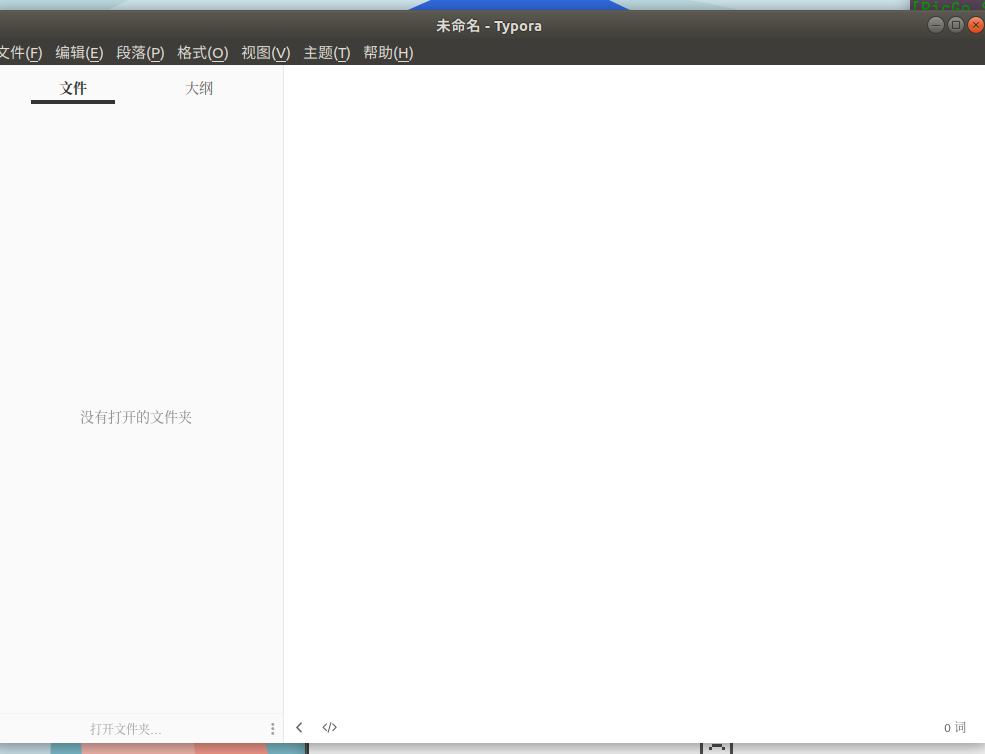 未命名 - Typora
文件(F) 编辑(E) 段落(P) 格式(O) 视图(V) 主题(T) 帮助(H)
文件 大纲
没有打开的文件夹
打开文件夹... 0 词